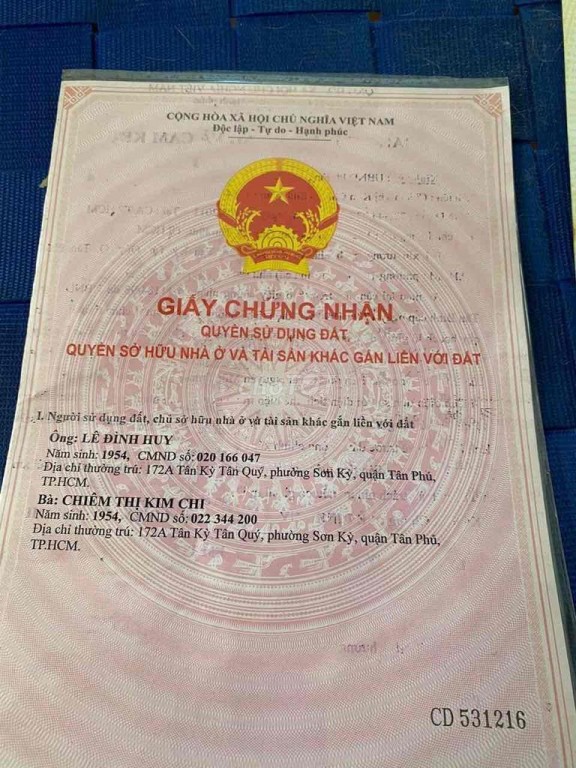 CỘNG HÒA XÃ HỘI CHỦ NGHĨA VIỆT NAM
Độc lập - Tự do - Hạnh phúc
GIẤY CHỨNG NHẬN
QUYỀN SỬ DỤNG ĐẤT,
QUYỀN SỞ HỮU NHÀ Ở VÀ TÀI SẢN KHÁC GẮN LIỀN VỚI ĐẤT
I. Người sử dụng đất, chủ sở hữu nhà ở và tài sản khác gắn liền với đất
Ông: LÊ ĐÌNH HUY
Năm sinh: 1954, CMND số: 020 166 047
Địa chỉ thường trú: 172A Tân Kỳ Tân Quý, phường Sơn Kỳ, quận Tân Phú,
TP.HCM.
Bà: CHIÊM THỊ KIM CHI
Năm sinh: 1954, CMND số: 022 344 200
Địa chỉ thường trú: 172A Tân Kỳ Tân Quý, phường Sơn Kỳ, quận Tân Phú,
TP.HCM.
CD 531216